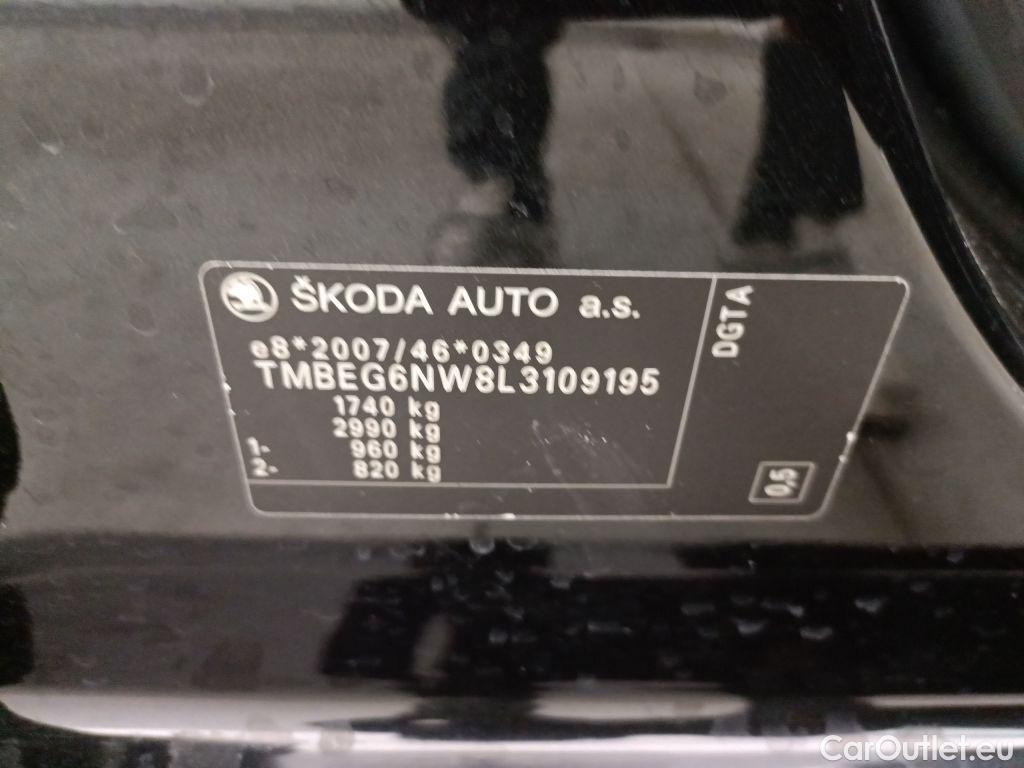 ŠKODA AUTO a.s.
e8*2007/46*0349
TMBEG6NW8L3109195
1740 kg
2990 kg
1- 960 kg
2- 820 kg
DGTA
0,5
CarOutlet.eu